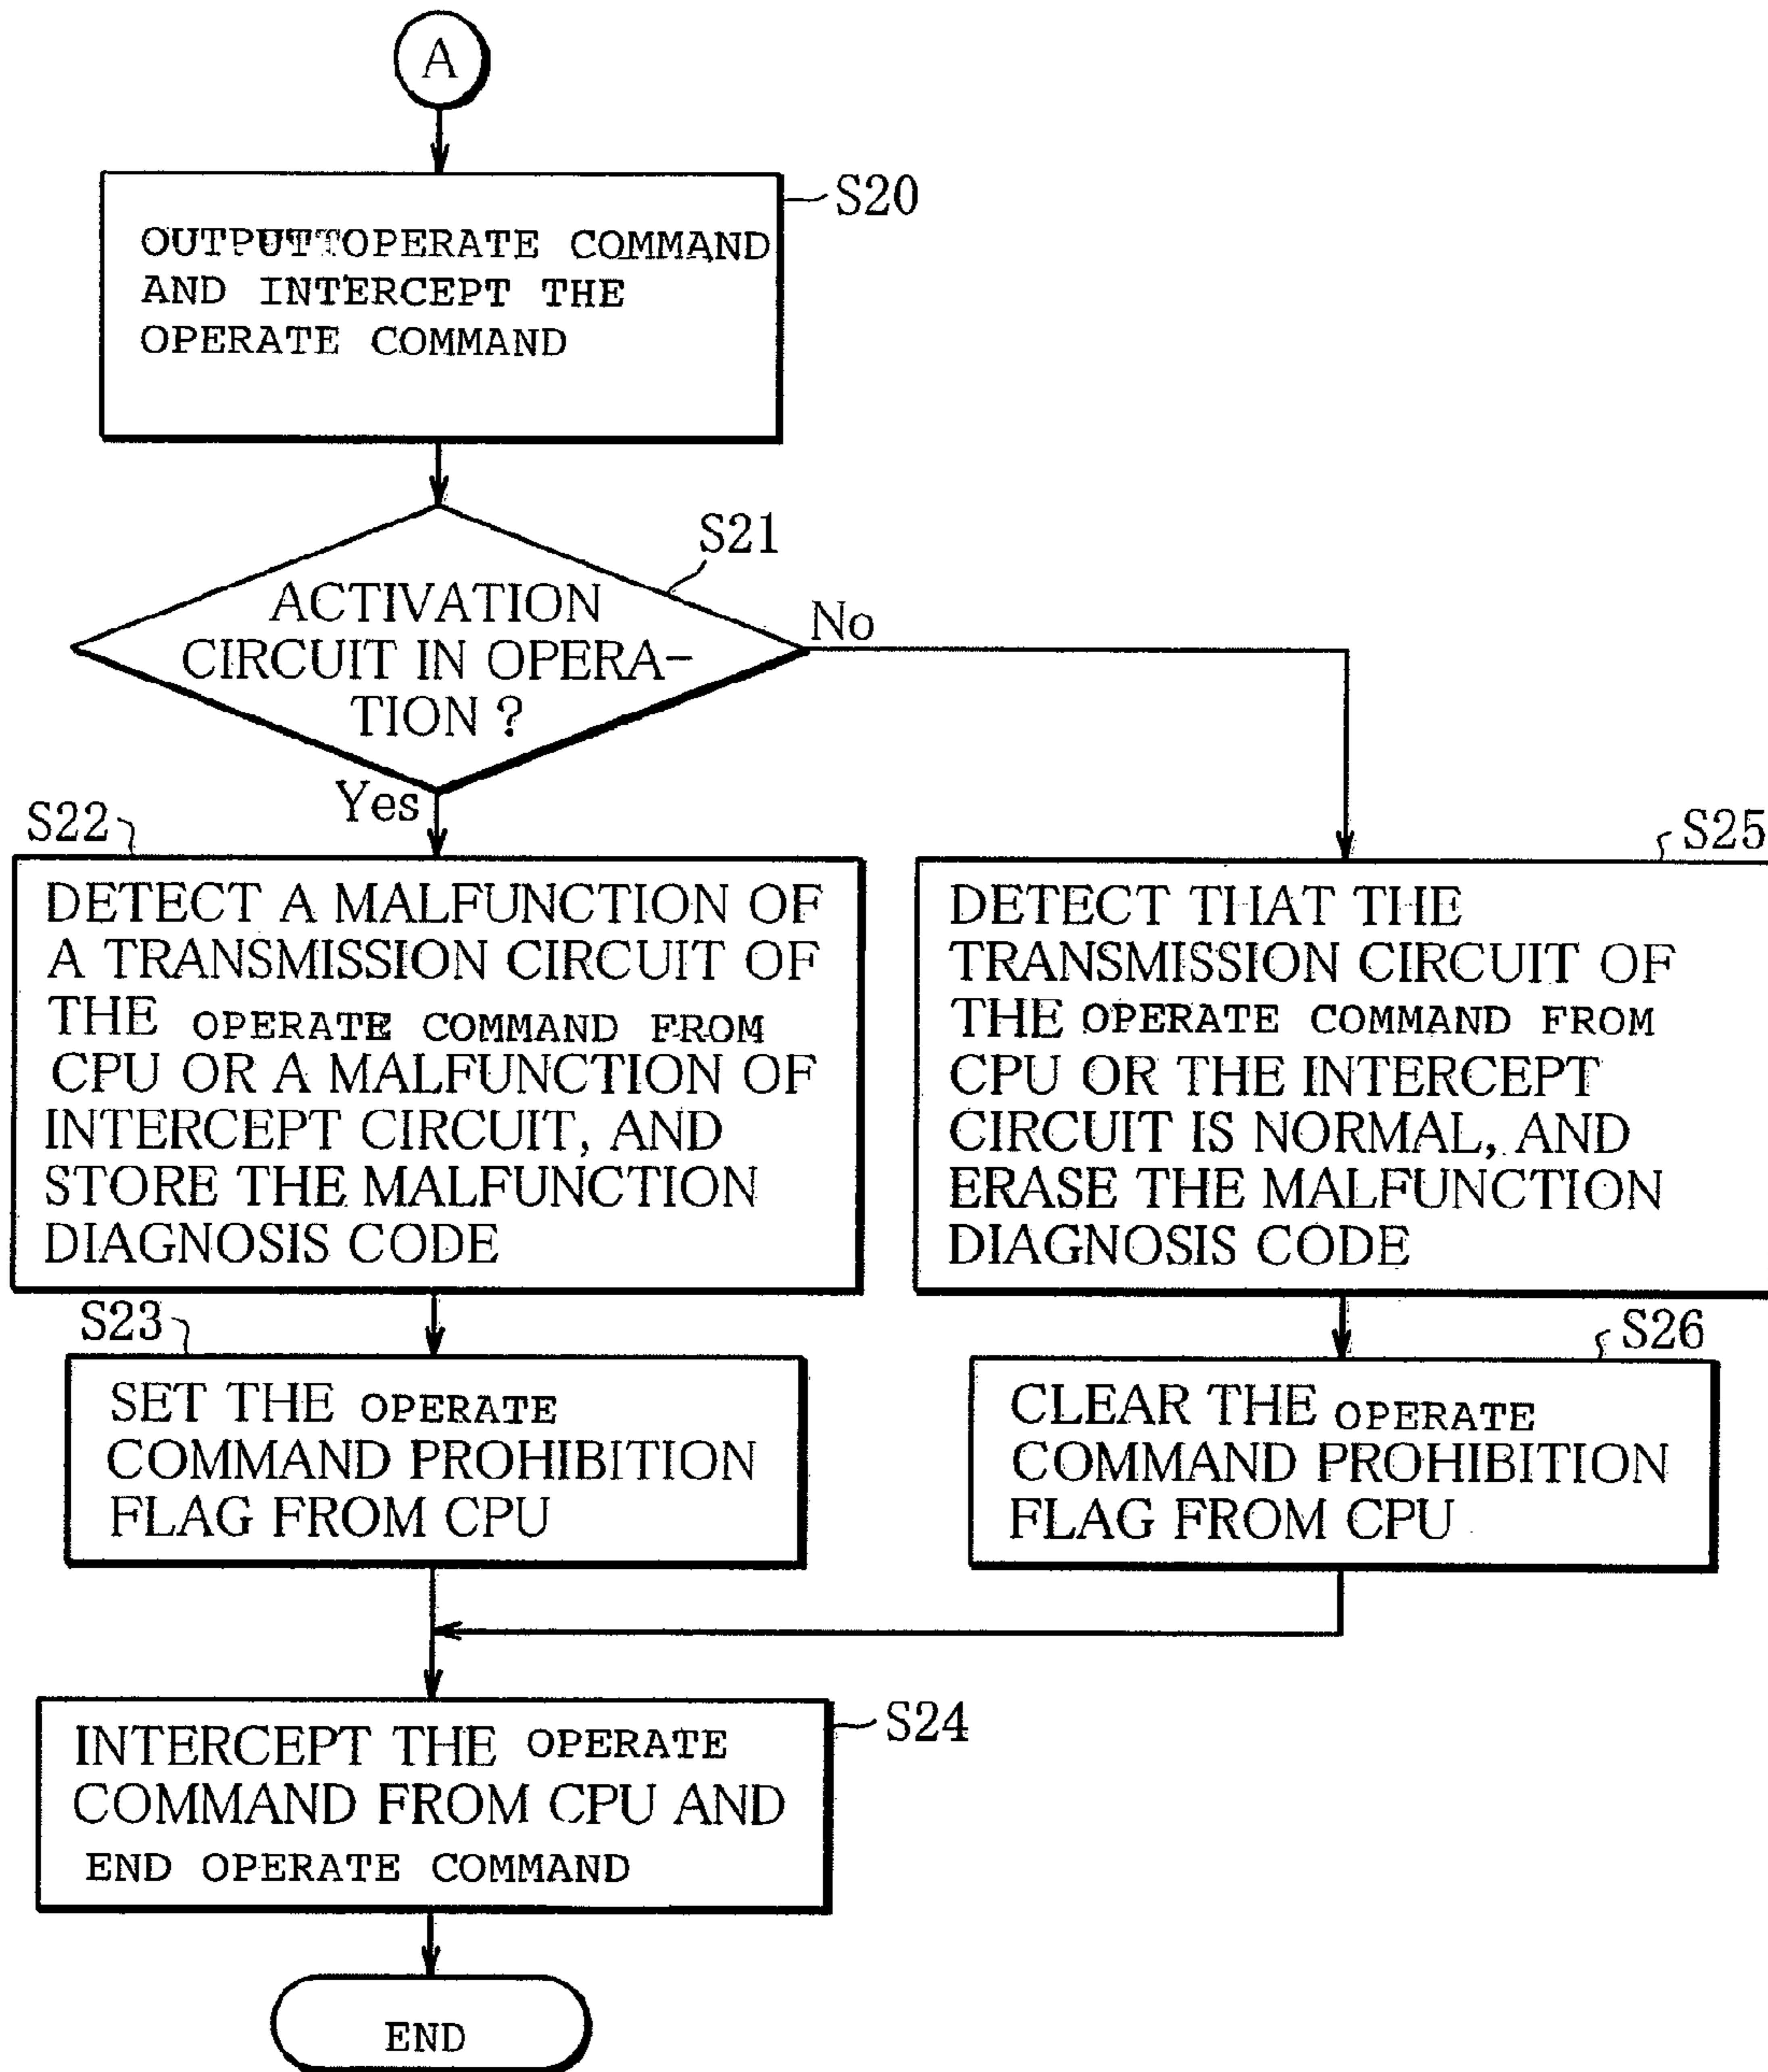 A
S20
OUTPUT OPERATE COMMAND
AND INTERCEPT THE
OPERATE COMMAND
S21
ACTIVATION
CIRCUIT IN OPERA-
TION ?
No
Yes
S22
DETECT A MALFUNCTION OF
A TRANSMISSION CIRCUIT OF
THE OPERATE COMMAND FROM
CPU OR A MALFUNCTION OF
INTERCEPT CIRCUIT, AND
STORE THE MALFUNCTION
DIAGNOSIS CODE
S25
DETECT THAT THE
TRANSMISSION CIRCUIT OF
THE OPERATE COMMAND FROM
CPU OR THE INTERCEPT
CIRCUIT IS NORMAL, AND
ERASE THE MALFUNCTION
DIAGNOSIS CODE
S23
SET THE OPERATE
COMMAND PROHIBITION
FLAG FROM CPU
S26
CLEAR THE OPERATE
COMMAND PROHIBITION
FLAG FROM CPU
S24
INTERCEPT THE OPERATE
COMMAND FROM CPU AND
END OPERATE COMMAND
END